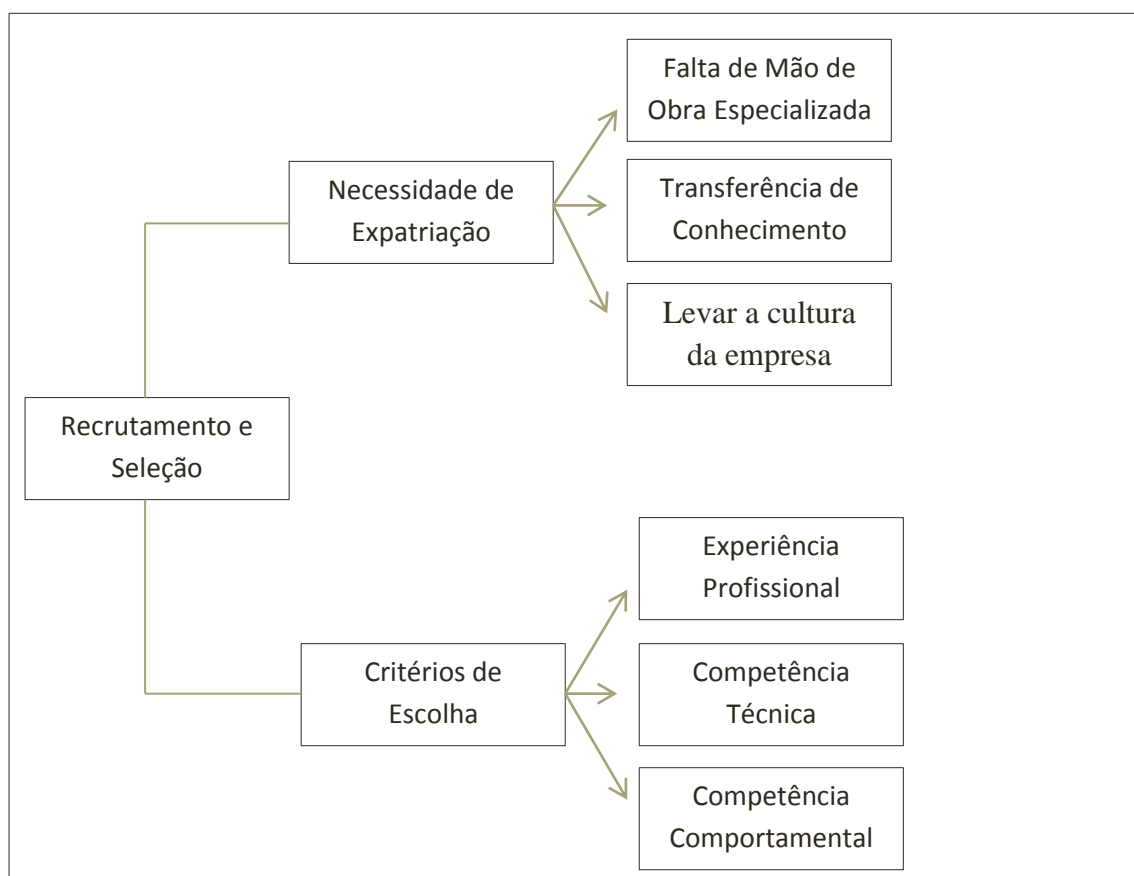 Falta de Mão de
Obra Especializada
Necessidade de
Expatriação
Transferência de
Conhecimento
Levar a cultura
da empresa
Recrutamento e
Seleção
Experiência
Profissional
Critérios de
Escolha
Competência
Técnica
Competência
Comportamental